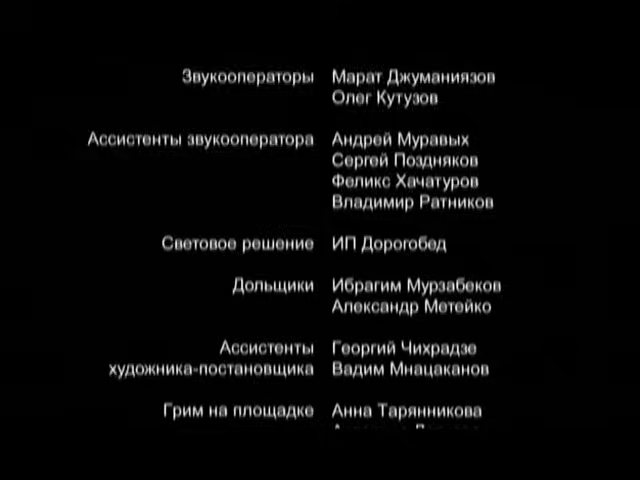 Звукооператоры Марат Джуманиязов
Олег Кутузов
Ассистенты звукооператора Андрей Муравых
Сергей Поздняков
Феликс Хачатуров
Владимир Ратников
Световое решение ИП Дорогобед
Дольщики Ибрагим Мурзабеков
Александр Метейко
Ассистенты Георгий Чихрадзе
художника-постановщика Вадим Мнацаканов
Грим на площадке Анна Тарянникова